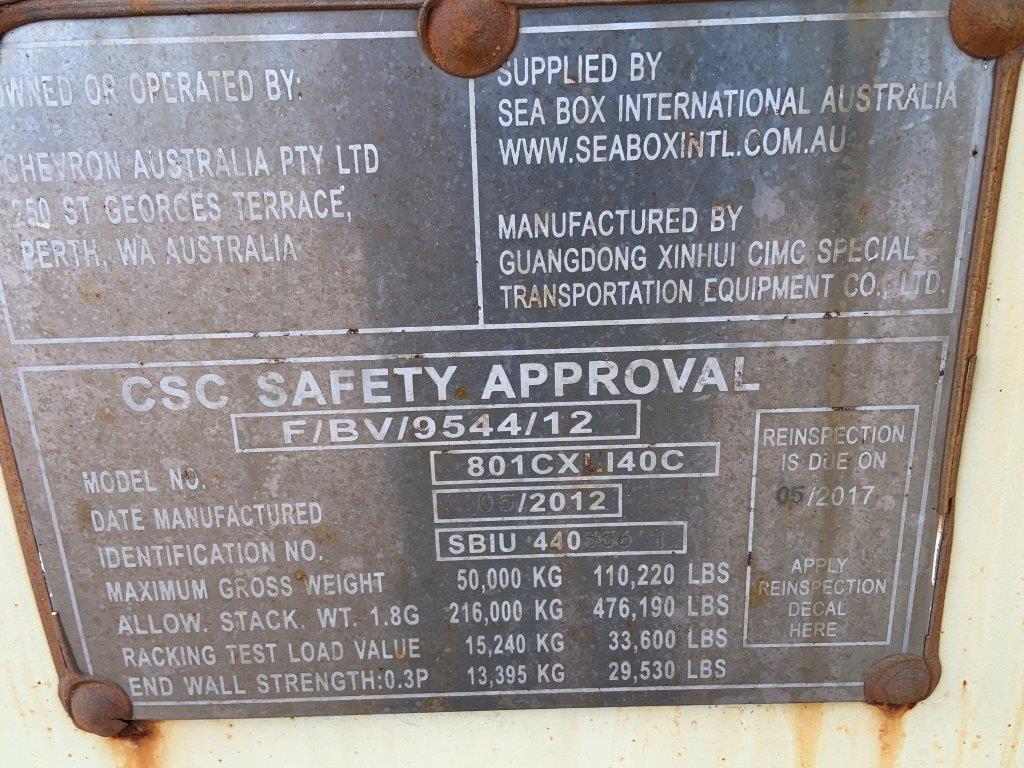 OWNED OR OPERATED BY:
CHEVRON AUSTRALIA PTY LTD
250 ST GEORGES TERRACE,
PERTH, WA AUSTRALIA
SUPPLIED BY
SEA BOX INTERNATIONAL AUSTRALIA
WWW.SEABOXINTL.COM.AU
MANUFACTURED BY
GUANGDONG XINHUI CIMC SPECIAL
TRANSPORTATION EQUIPMENT CO., LTD.
CSC SAFETY APPROVAL
F/BV/9544/12
MODEL NO. 801CXLI40C
DATE MANUFACTURED 05/2012
IDENTIFICATION NO. SBIU 440
MAXIMUM GROSS WEIGHT 50,000 KG 110,220 LBS
ALLOW. STACK. WT. 1.8G 216,000 KG 476,190 LBS
RACKING TEST LOAD VALUE 15,240 KG 33,600 LBS
END WALL STRENGTH:0.3P 13,395 KG 29,530 LBS
REINSPECTION
IS DUE ON
05/2017
APPLY
REINSPECTION
DECAL
HERE